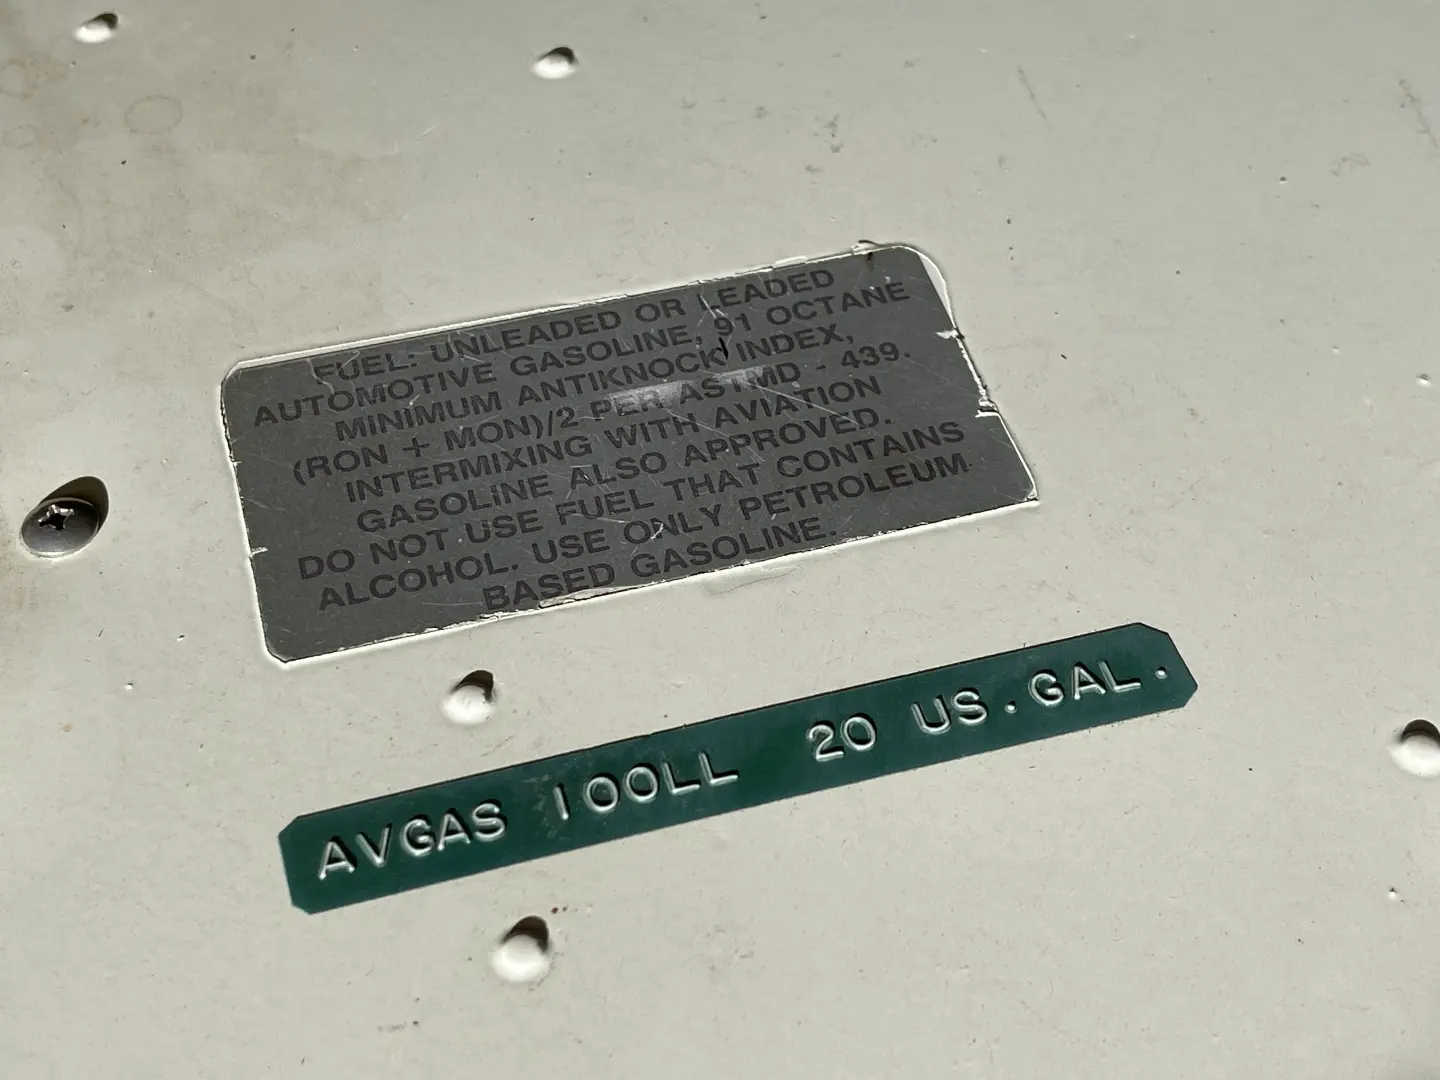 FUEL: UNLEADED OR LEADED
AUTOMOTIVE GASOLINE, 91 OCTANE
MINIMUM ANTIKNOCK INDEX,
(RON + MON)/2 PER ASTMD - 439.
INTERMIXING WITH AVIATION
GASOLINE ALSO APPROVED.
DO NOT USE FUEL THAT CONTAINS
ALCOHOL. USE ONLY PETROLEUM
BASED GASOLINE.
AVGAS 100LL 20 US.GAL.